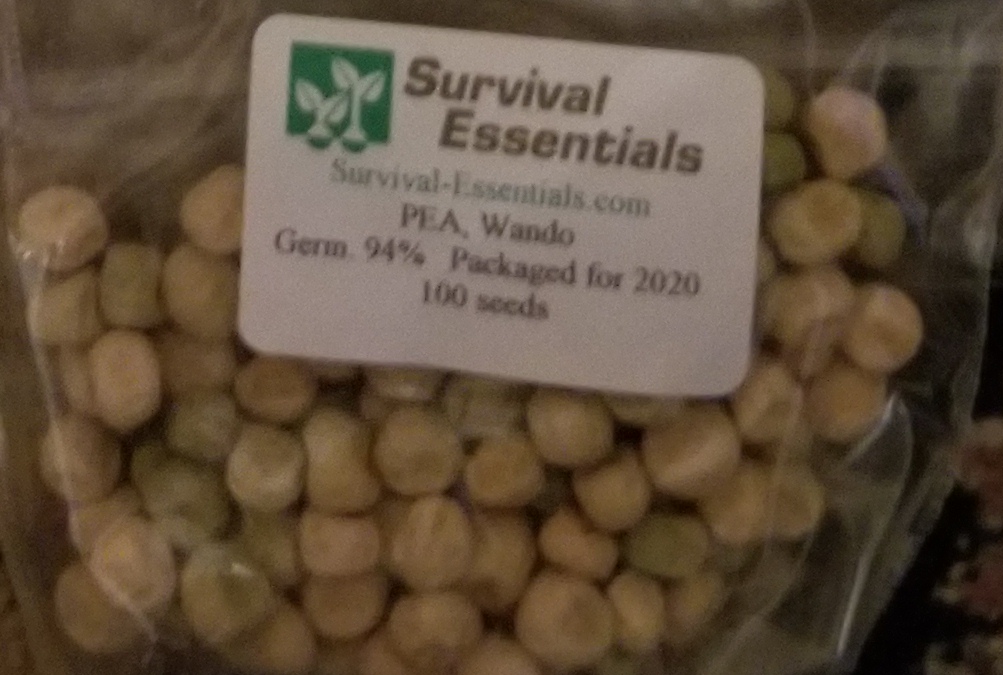 Survival
Essentials
Survival-Essentials.com
PEA, Wando
Germ. 94% Packaged for 2020
100 seeds